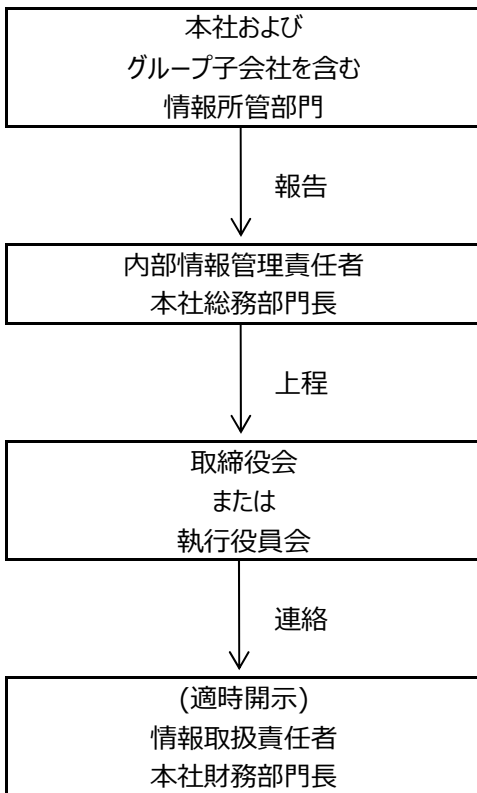 本社および
グループ子会社を含む
情報所管部門
報告
内部情報管理責任者
本社総務部門長
上程
取締役会
または
執行役員会
連絡
(適時開示)
情報取扱責任者
本社財務部門長